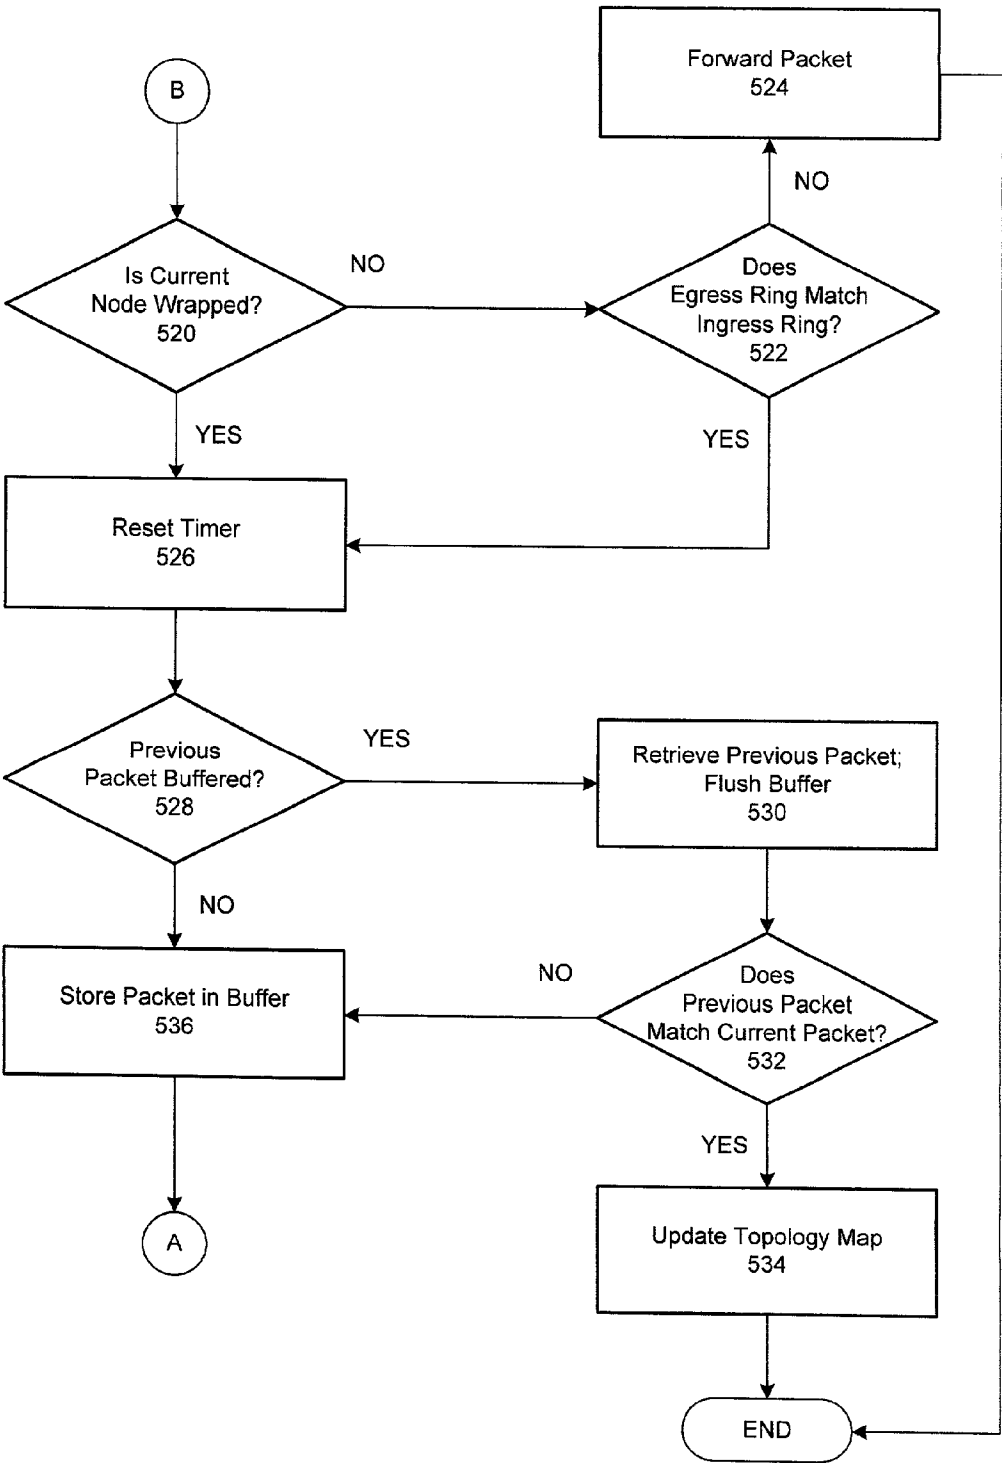 Forward Packet
524
B
NO
Is Current
Node Wrapped?
520
NO
Does
Egress Ring Match
Ingress Ring?
522
YES
YES
Reset Timer
526
Previous
Packet Buffered?
528
YES
Retrieve Previous Packet;
Flush Buffer
530
NO
Store Packet in Buffer
536
NO
Does
Previous Packet
Match Current Packet?
532
YES
A
Update Topology Map
534
END